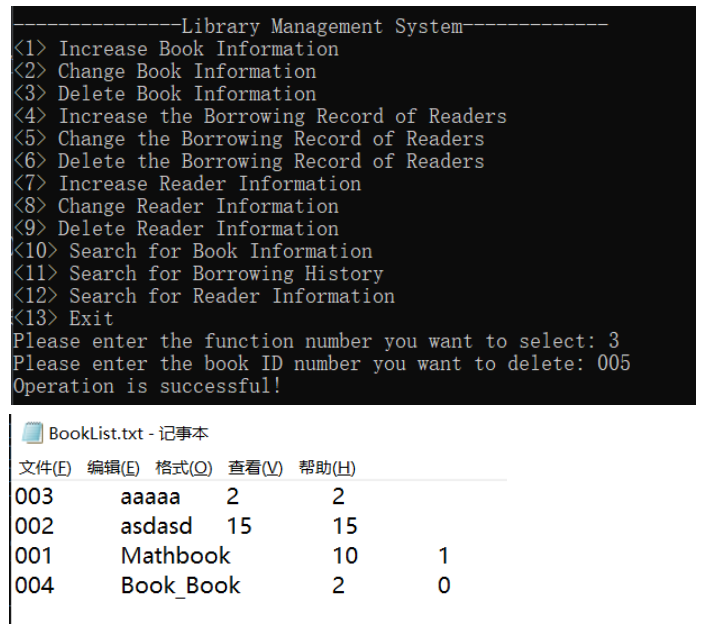 ---------------Library Management System-------------
<1> Increase Book Information
<2> Change Book Information
<3> Delete Book Information
<4> Increase the Borrowing Record of Readers
<5> Change the Borrowing Record of Readers
<6> Delete the Borrowing Record of Readers
<7> Increase Reader Information
<8> Change Reader Information
<9> Delete Reader Information
<10> Search for Book Information
<11> Search for Borrowing History
<12> Search for Reader Information
<13> Exit
Please enter the function number you want to select: 3
Please enter the book ID number you want to delete: 005
Operation is successful!
BookList.txt - 记事本
文件(F) 编辑(E) 格式(O) 查看(V) 帮助(H)
003 aaaaa 2 2
002 asdasd 15 15
001 Mathbook 10 1
004 Book_Book 2 0